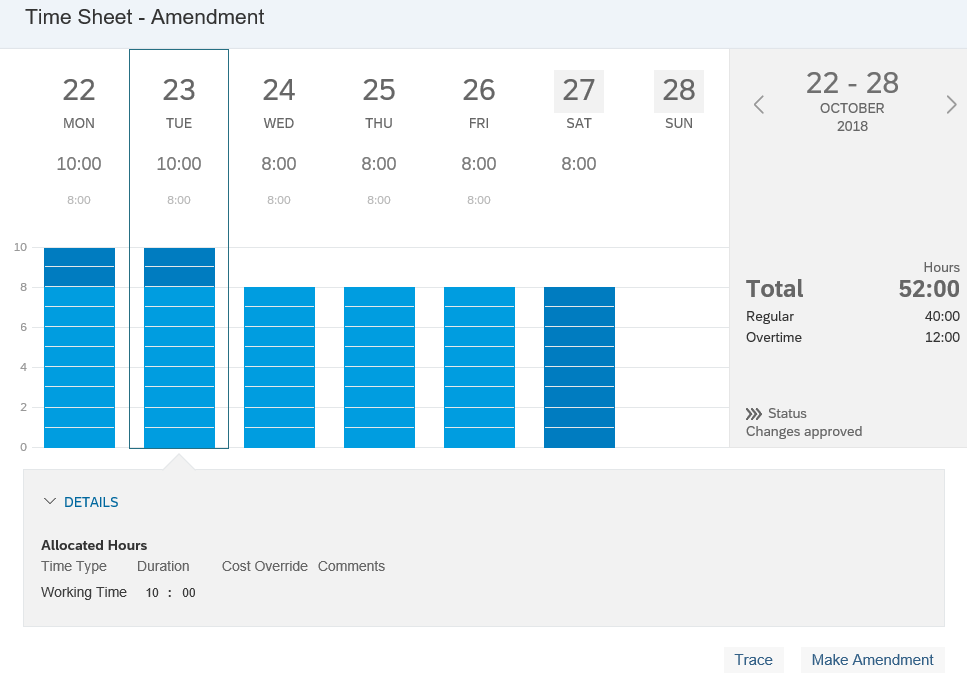 Time Sheet - Amendment
22 23 24 25 26 27 28
MON TUE WED THU FRI SAT SUN
10:00 10:00 8:00 8:00 8:00 8:00
8:00 8:00 8:00 8:00 8:00
10
8
6
4
2
0
22 - 28
OCTOBER
2018
Hours
Total 52:00
Regular 40:00
Overtime 12:00
Status
Changes approved
DETAILS
Allocated Hours
Time Type Duration Cost Override Comments
Working Time 10 : 00
Trace Make Amendment